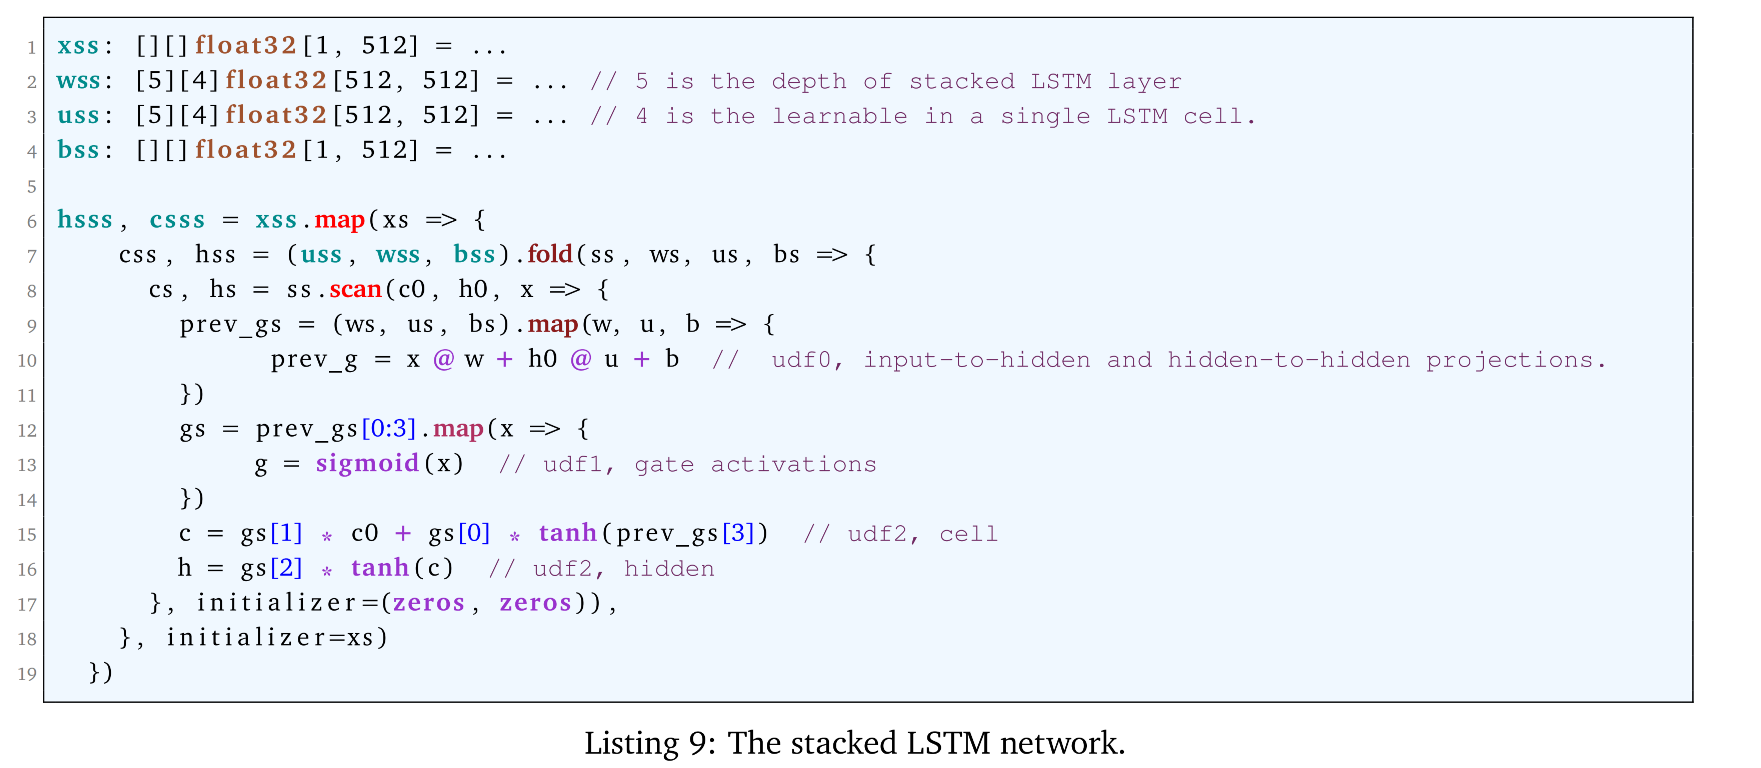 1 xss: [][]float32[1, 512] = ...
2 wss: [5][4]float32[512, 512] = ... // 5 is the depth of stacked LSTM layer
3 uss: [5][4]float32[512, 512] = ... // 4 is the learnable in a single LSTM cell.
4 bss: [][]float32[1, 512] = ...
5
6 hsss, csss = xss.map(xs => {
7     css, hss = (uss, wss, bss).fold(ss, ws, us, bs => {
8       cs, hs = ss.scan(c0, h0, x => {
9         prev_gs = (ws, us, bs).map(w, u, b => {
10               prev_g = x @ w + h0 @ u + b  //  udf0, input-to-hidden and hidden-to-hidden projections.
11         })
12         gs = prev_gs[0:3].map(x => {
13              g = sigmoid(x)  // udf1, gate activations
14         })
15         c = gs[1] * c0 + gs[0] * tanh(prev_gs[3])  // udf2, cell
16         h = gs[2] * tanh(c)  // udf2, hidden
17       }, initializer=(zeros, zeros)),
18     }, initializer=xs)
19   })
Listing 9: The stacked LSTM network.